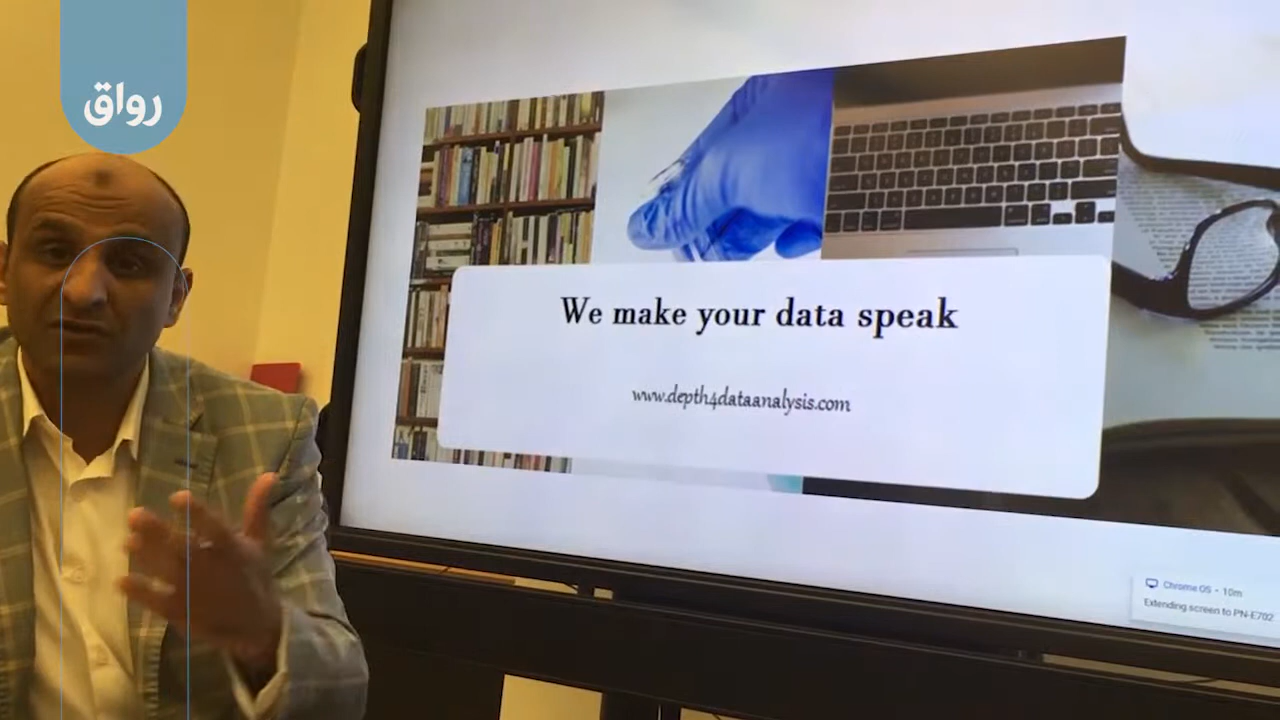 رواق
We make your data speak
www.depth4dataanalysis.com
Chrome OS • 10m
Extending screen to PN-E702